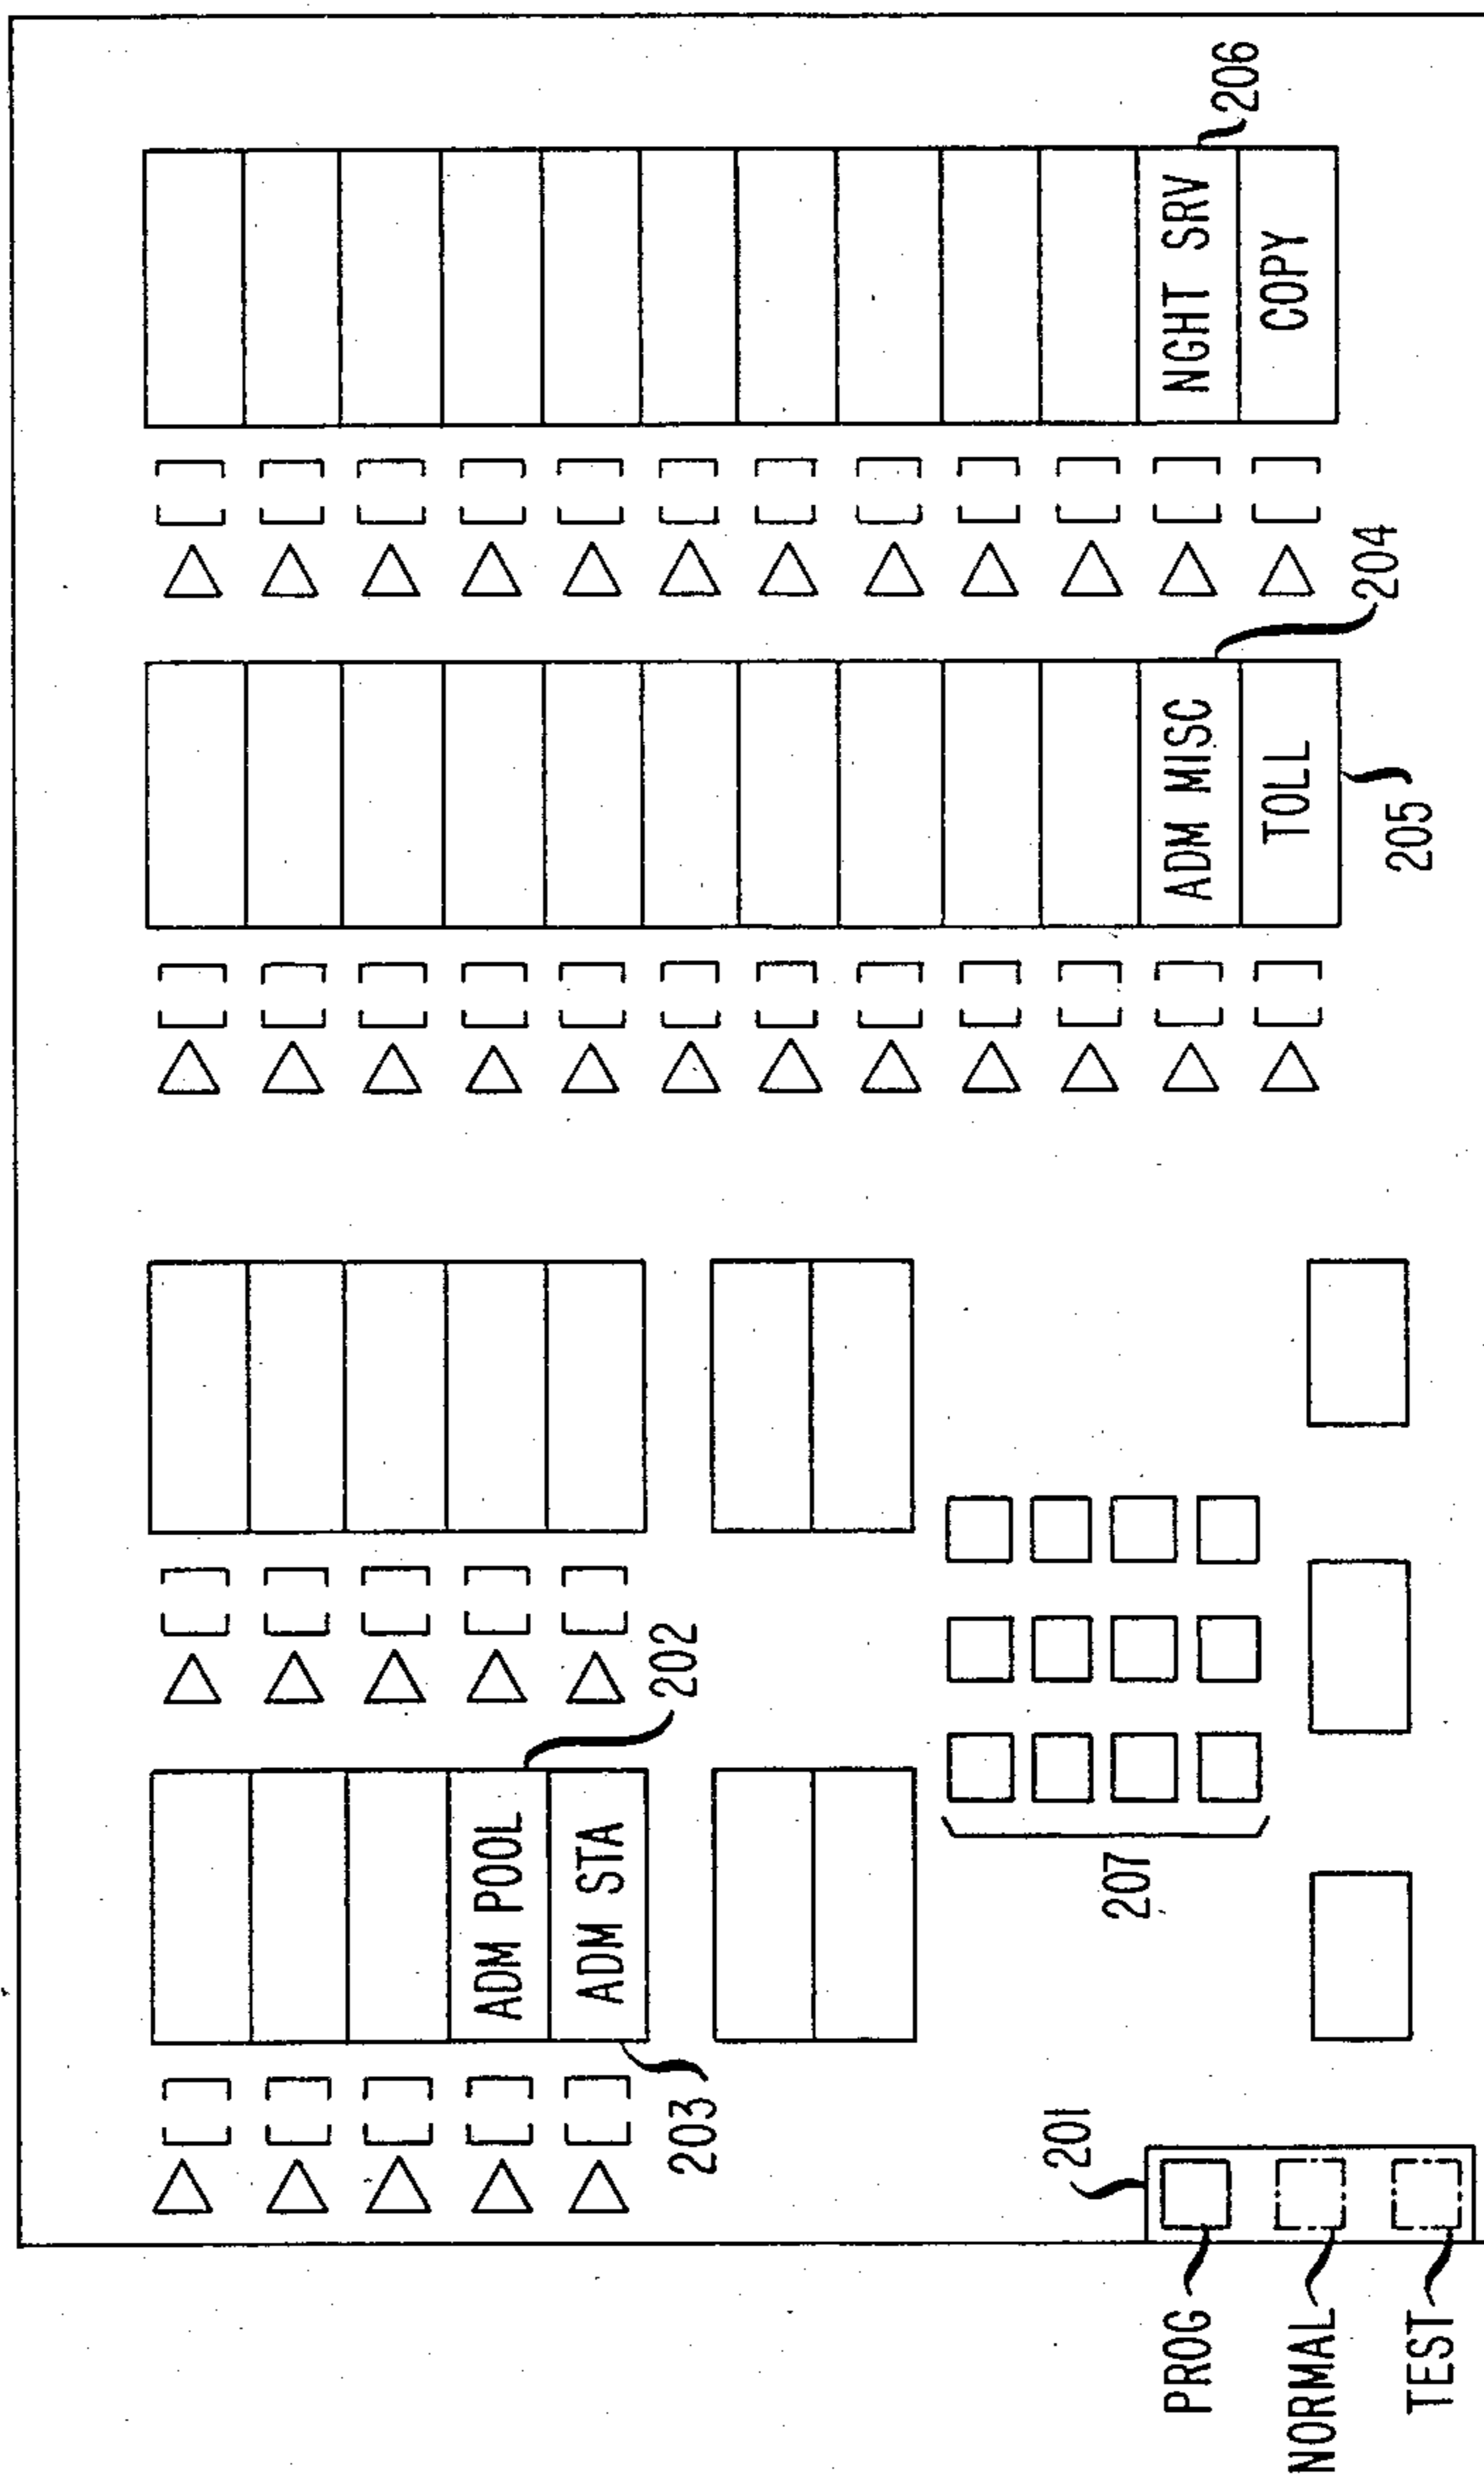 ADM POOL
202
ADM STA
203
ADM MISC
204
TOLL
205
NGHT SRV
206
COPY
207
201
PROG
NORMAL
TEST